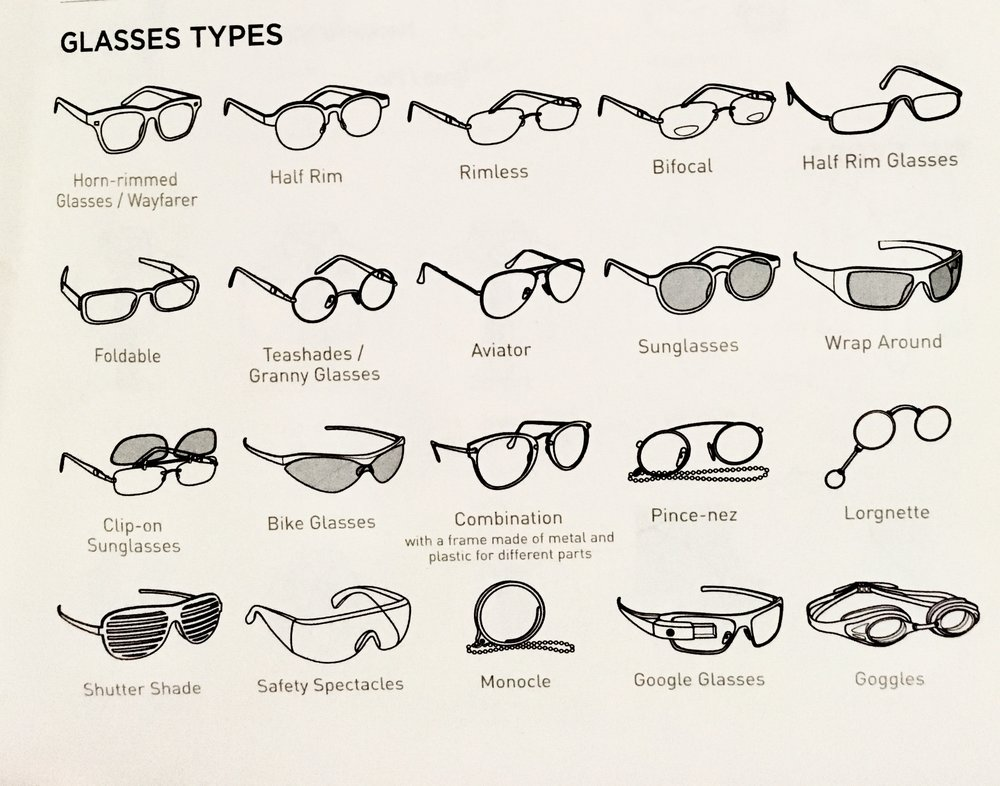 GLASSES TYPES
Horn-rimmed
Glasses / Wayfarer
Half Rim
Rimless
Bifocal
Half Rim Glasses
Foldable
Teashades /
Granny Glasses
Aviator
Sunglasses
Wrap Around
Clip-on
Sunglasses
Bike Glasses
Combination
with a frame made of metal and
plastic for different parts
Pince-nez
Lorgnette
Shutter Shade
Safety Spectacles
Monocle
Google Glasses
Goggles